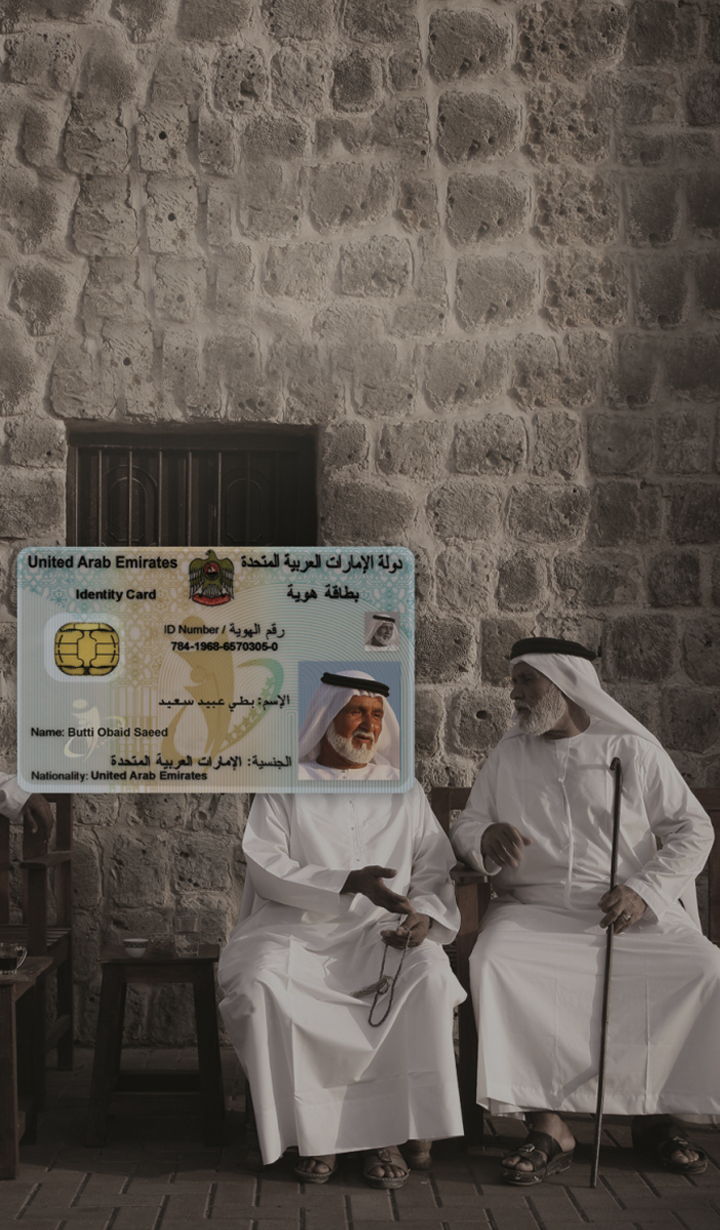 United Arab Emirates
دولة الإمارات العربية المتحدة
Identity Card
بطاقة هوية
ID Number / رقم الهوية
784-1968-6570305-0
الإسم: بطي عبيد سعيد
Name: Butti Obaid Saeed
الجنسية: الإمارات العربية المتحدة
Nationality: United Arab Emirates